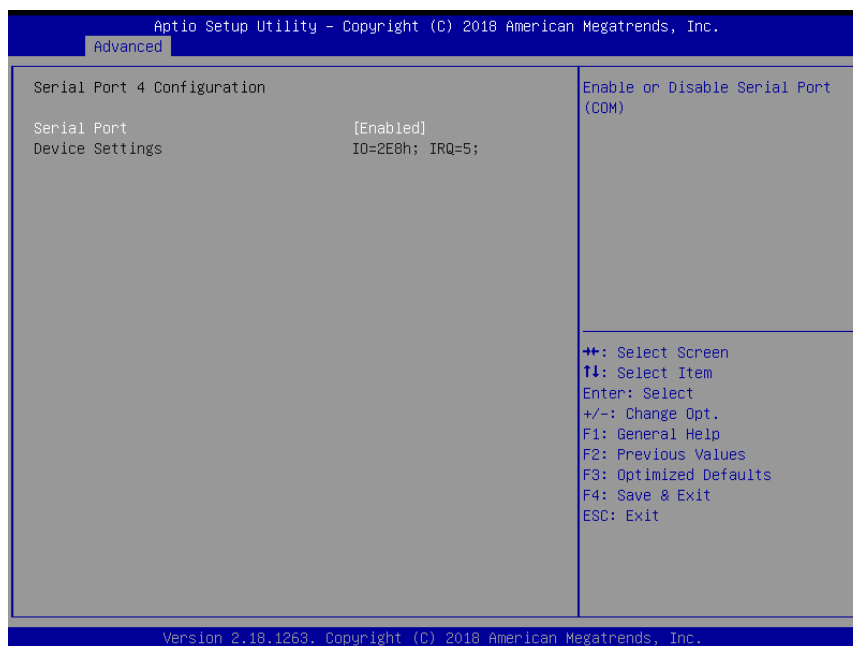 Aptio Setup Utility – Copyright (C) 2018 American Megatrends, Inc.
Advanced
Serial Port 4 Configuration
Serial Port [Enabled]
Device Settings IO=2E8h; IRQ=5;
Enable or Disable Serial Port
(COM)
→←: Select Screen
↑↓: Select Item
Enter: Select
+/-: Change Opt.
F1: General Help
F2: Previous Values
F3: Optimized Defaults
F4: Save & Exit
ESC: Exit
Version 2.18.1263. Copyright (C) 2018 American Megatrends, Inc.